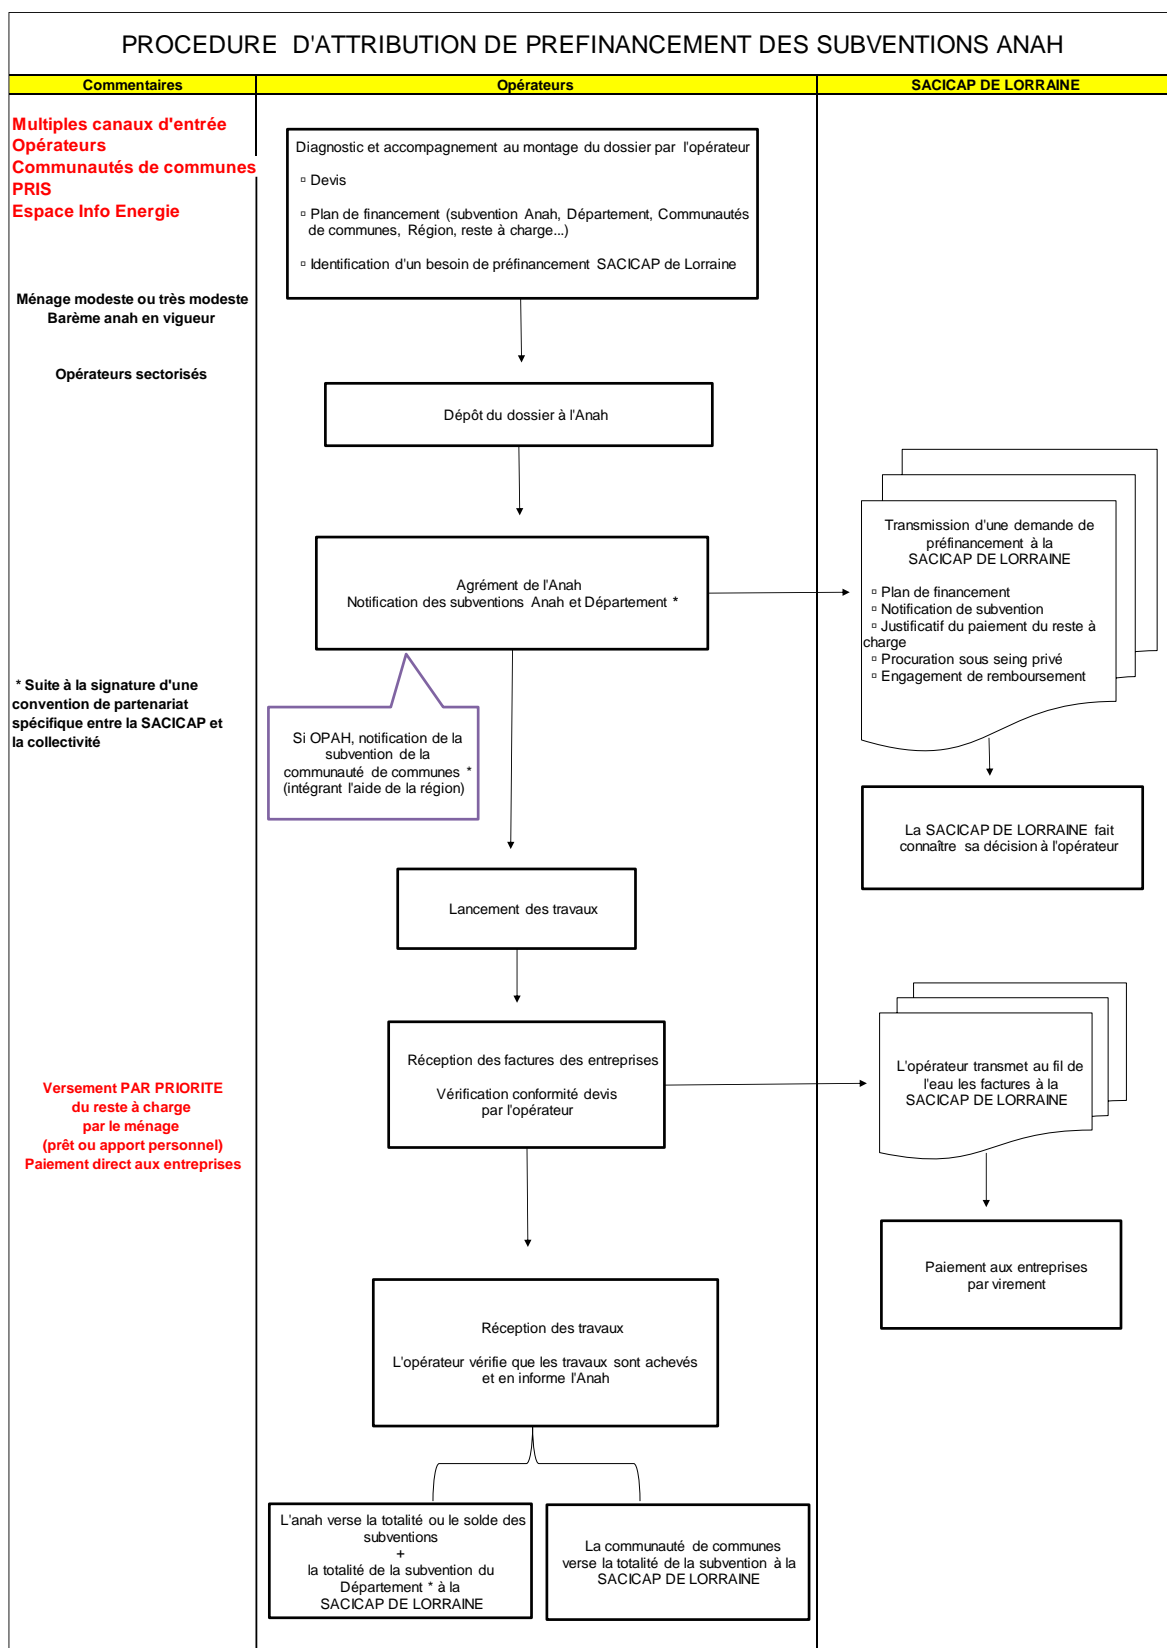 PROCEDURE D'ATTRIBUTION DE PREFINANCEMENT DES SUBVENTIONS ANAH
Commentaires
Opérateurs
SACICAP DE LORRAINE
Multiples canaux d'entrée
Opérateurs
Communautés de communes
PRIS
Espace Info Energie
Diagnostic et accompagnement au montage du dossier par l'opérateur
▫ Devis
▫ Plan de financement (subvention Anah, Département, Communautés
de communes, Région, reste à charge...)
▫ Identification d'un besoin de préfinancement SACICAP de Lorraine
Ménage modeste ou très modeste
Barème anah en vigueur
Opérateurs sectorisés
Dépôt du dossier à l'Anah
Agrément de l'Anah
Notification des subventions Anah et Département *
Transmission d'une demande de
préfinancement à la
SACICAP DE LORRAINE
▫ Plan de financement
▫ Notification de subvention
▫ Justificatif du paiement du reste à
charge
▫ Procuration sous seing privé
▫ Engagement de remboursement
* Suite à la signature d'une
convention de partenariat
spécifique entre la SACICAP et
la collectivité
Si OPAH, notification de la
subvention de la
communauté de communes *
(intégrant l'aide de la région)
La SACICAP DE LORRAINE fait
connaître sa décision à l'opérateur
Lancement des travaux
Réception des factures des entreprises
Vérification conformité devis
par l'opérateur
L'opérateur transmet au fil de
l'eau les factures à la
SACICAP DE LORRAINE
Versement PAR PRIORITE
du reste à charge
par le ménage
(prêt ou apport personnel)
Paiement direct aux entreprises
Paiement aux entreprises
par virement
Réception des travaux
L'opérateur vérifie que les travaux sont achevés
et en informe l'Anah
L'anah verse la totalité ou le solde des
subventions
+
la totalité de la subvention du
Département * à la
SACICAP DE LORRAINE
La communauté de communes
verse la totalité de la subvention à la
SACICAP DE LORRAINE